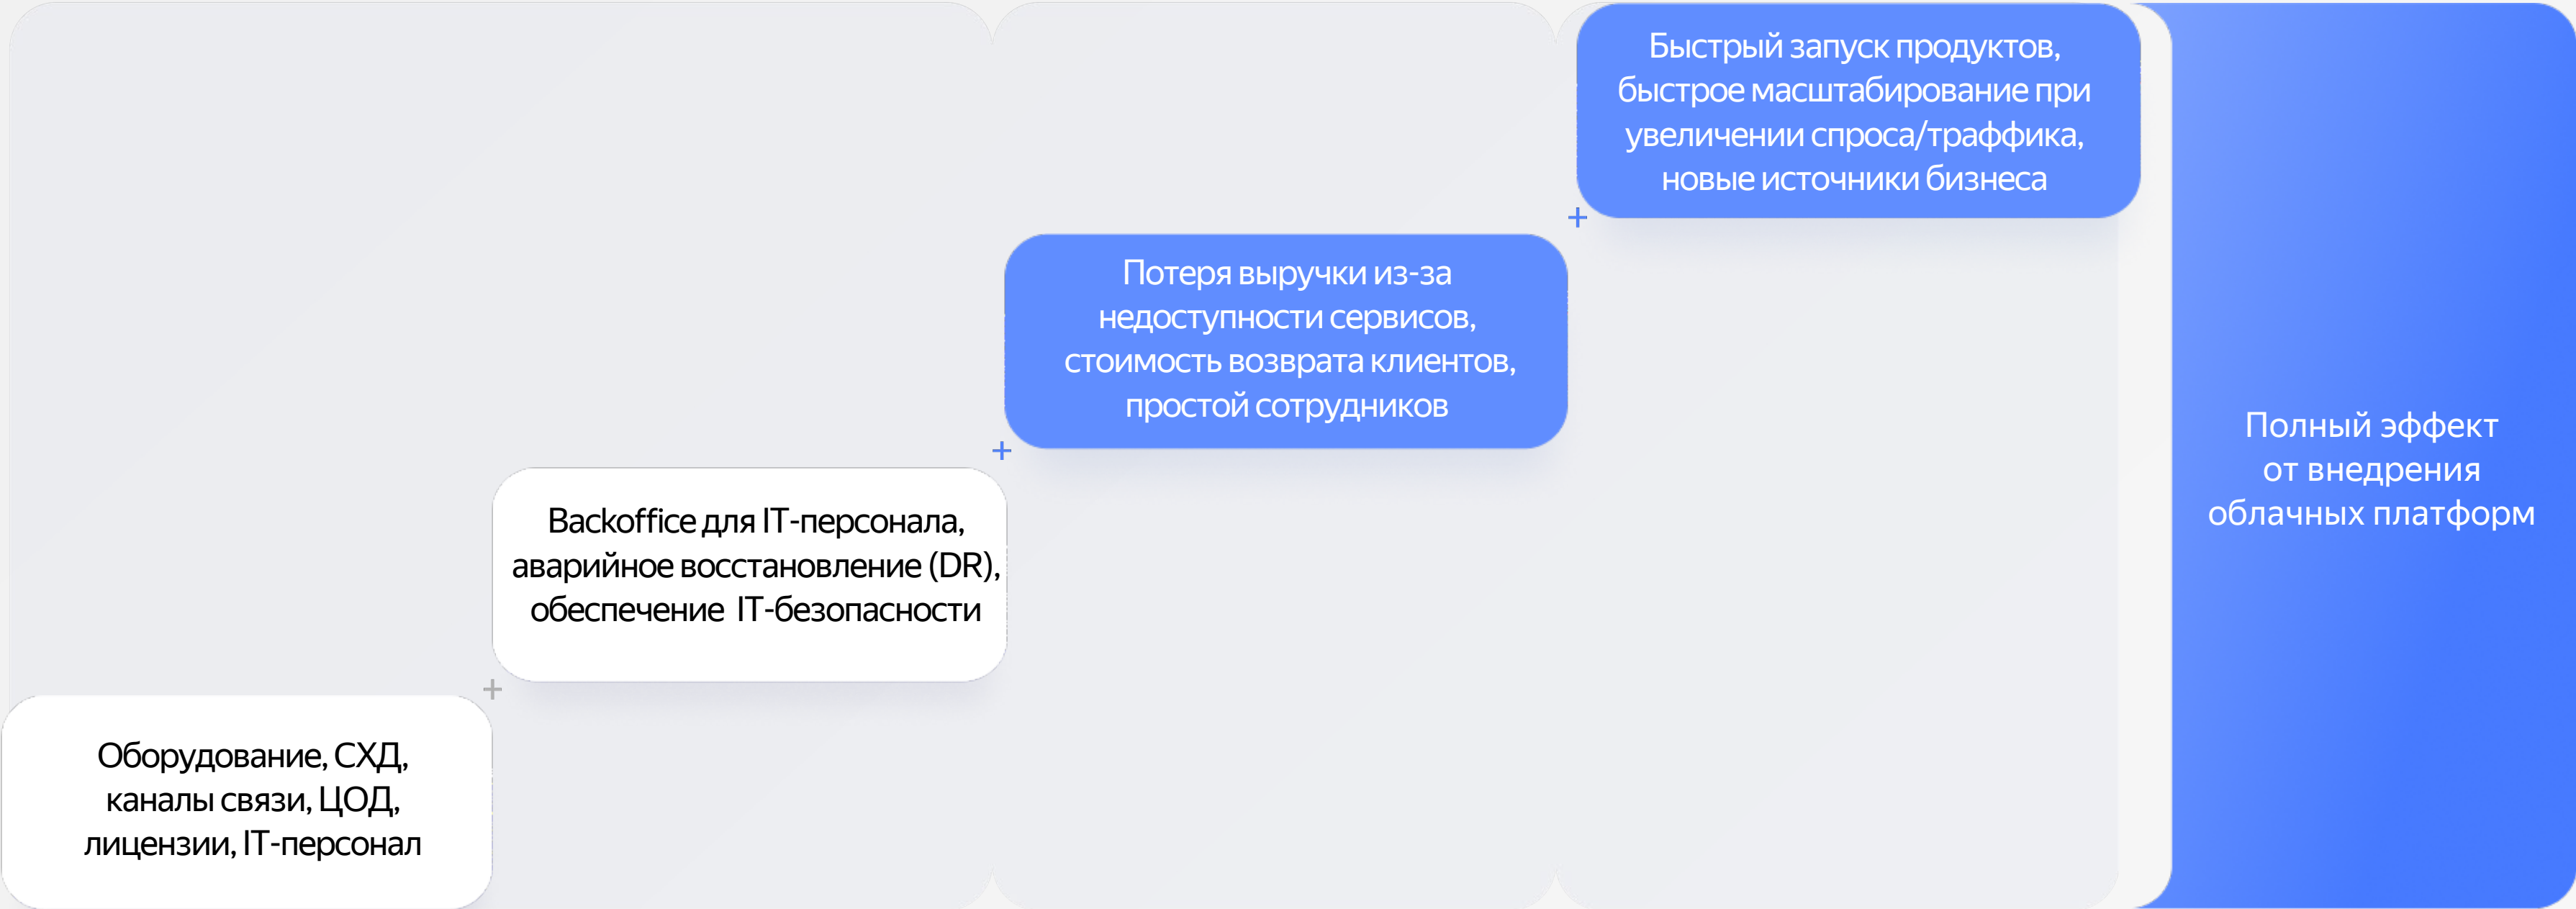 Быстрый запуск продуктов,
быстрое масштабирование при
увеличении спроса/траффика,
новые источники бизнеса
+
Потеря выручки из-за
недоступности сервисов,
стоимость возврата клиентов,
простой сотрудников
+
Backoffice для IT-персонала,
аварийное восстановление (DR),
обеспечение  IT-безопасности
+
Оборудование, СХД,
каналы связи, ЦОД,
лицензии, IT-персонал
Полный эффект
от внедрения
облачных платформ